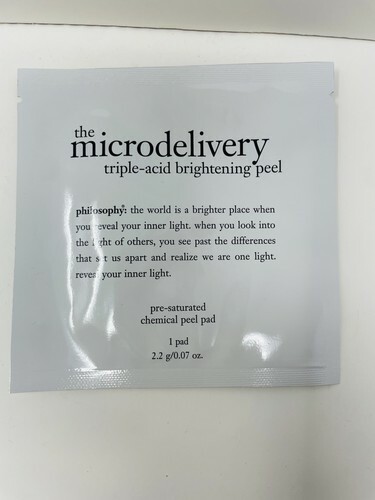 the
microdelivery
triple-acid brightening peel
philosophy: the world is a brighter place when
you reveal your inner light. when you look into
the light of others, you see past the differences
that set us apart and realize we are one light.
reveal your inner light.
pre-saturated
chemical peel pad
1 pad
2.2 g/0.07 oz.